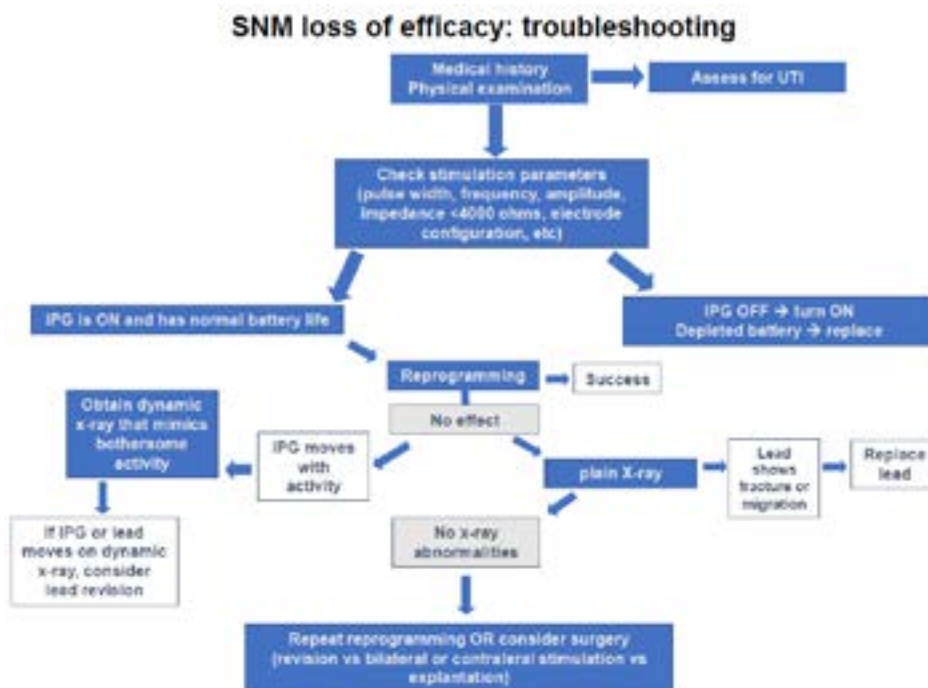 SNM loss of efficacy: troubleshooting
Medical history
Physical examination
Assess for UTI
Check stimulation parameters
(pulse width, frequency, amplitude,
impedance <4000 ohms, electrode
configuration, etc)
IPG is ON and has normal battery life
IPG OFF → turn ON
Depleted battery → replace
Reprogramming
Success
No effect
Obtain dynamic
x-ray that mimics
bothersome
activity
IPG moves
with
activity
plain X-ray
Lead
shows
fracture or
migration
Replace
lead
If IPG or lead
moves on dynamic
x-ray, consider
lead revision
No x-ray
abnormalities
Repeat reprogramming OR consider surgery
(revision vs bilateral or contraleral stimulation vs
explantation)